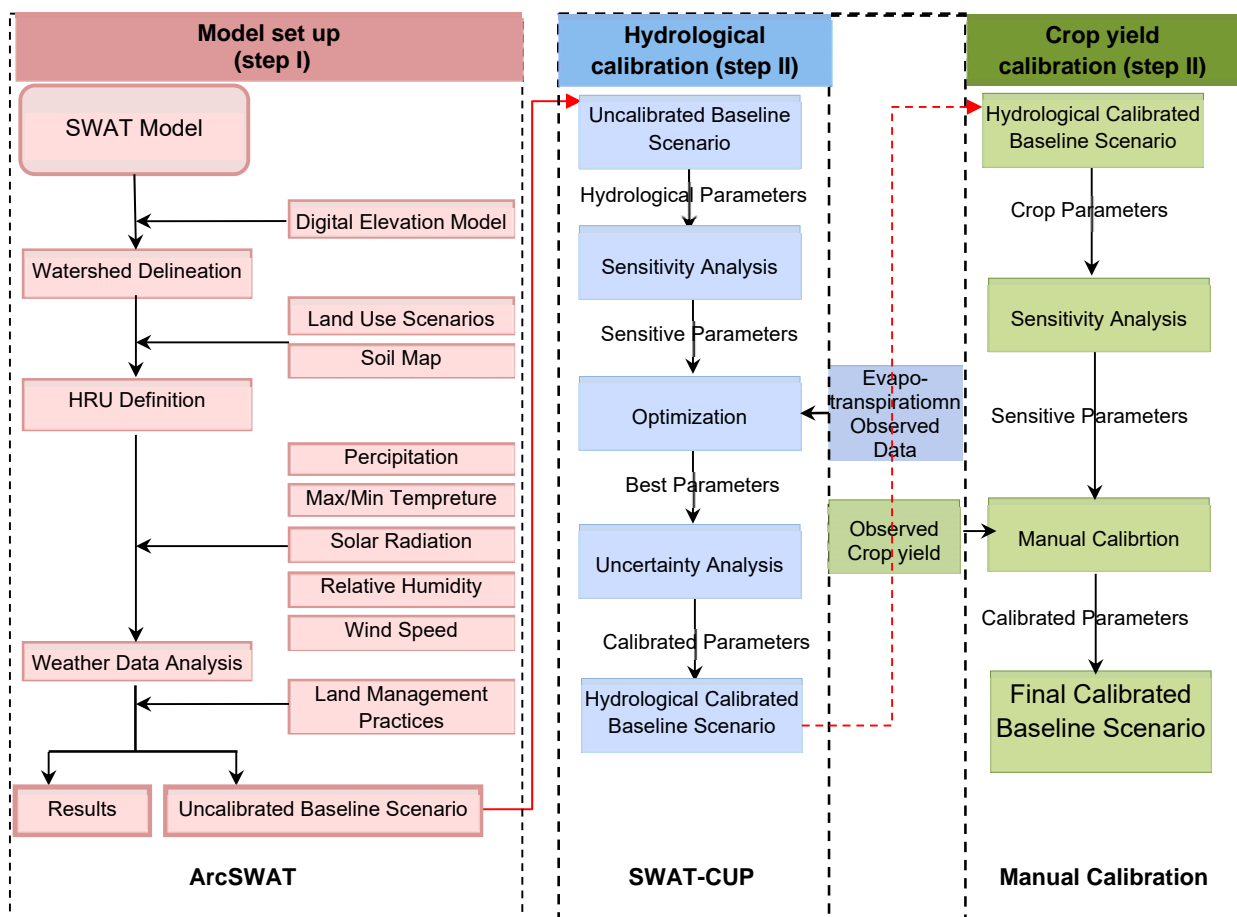 Model set up
(step I)
SWAT Model
Digital Elevation Model
Watershed Delineation
Land Use Scenarios
Soil Map
HRU Definition
Percipitation
Max/Min Tempreture
Solar Radiation
Relative Humidity
Wind Speed
Weather Data Analysis
Land Management
Practices
Results
Uncalibrated Baseline Scenario
ArcSWAT
Hydrological
calibration (step II)
Uncalibrated Baseline
Scenario
Hydrological Parameters
Sensitivity Analysis
Sensitive Parameters
Optimization
Evapo-
transpiratiomn
Observed
Data
Best Parameters
Uncertainty Analysis
Calibrated Parameters
Hydrological Calibrated
Baseline Scenario
SWAT-CUP
Crop yield
calibration (step II)
Hydrological Calibrated
Baseline Scenario
Crop Parameters
Sensitivity Analysis
Sensitive Parameters
Observed
Crop yield
Manual Calibrtion
Calibrated Parameters
Final Calibrated
Baseline Scenario
Manual Calibration